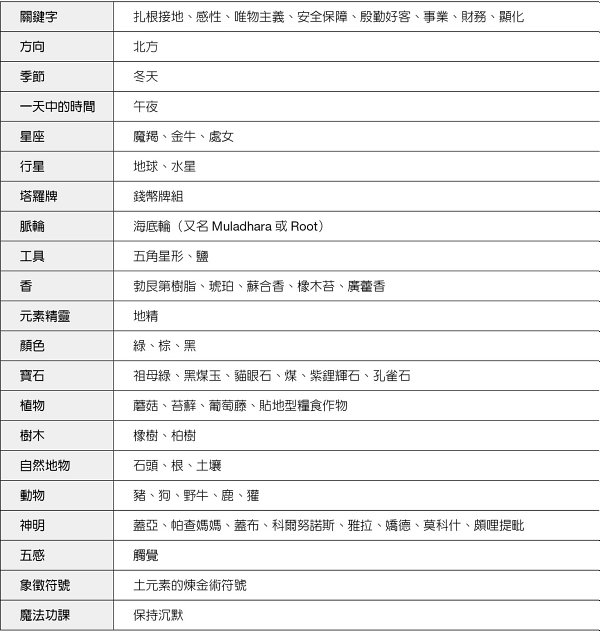 關鍵字 扎根接地、感性、唯物主義、安全保障、殷勤好客、事業、財務、顯化
方向 北方
季節 冬天
一天中的時間 午夜
星座 魔羯、金牛、處女
行星 地球、水星
塔羅牌 錢幣牌組
脈輪 海底輪（又名 Muladhara 或 Root）
工具 五角星形、鹽
香 勃艮第樹脂、琥珀、蘇合香、橡木苔、廣藿香
元素精靈 地精
顏色 綠、棕、黑
寶石 祖母綠、黑煤玉、貓眼石、煤、紫鋰輝石、孔雀石
植物 蘑菇、苔蘚、葡萄藤、貼地型糧食作物
樹木 橡樹、柏樹
自然地物 石頭、根、土壤
動物 豬、狗、野牛、鹿、獾
神明 蓋亞、帕查媽媽、蓋布、科爾努諾斯、雅拉、嬌德、莫科什、頗哩提毗
五感 觸覺
象徵符號 土元素的煉金術符號
魔法功課 保持沉默